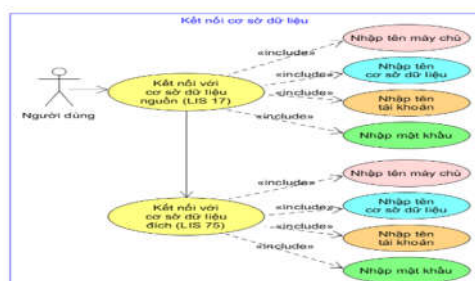 Kết nối cơ sở dữ liệu
Nhập tên máy chủ
«include»
Nhập tên
cơ sở dữ liệu
«include»
Kết nối với
cơ sở dữ liệu
nguồn (LIS 17)
Người dùng
«include»
Nhập tên
tài khoản
«include»
Nhập mật khẩu
Nhập tên máy chủ
«include»
Nhập tên
cơ sở dữ liệu
«include»
Kết nối với
cơ sở dữ liệu
đích (LIS 75)
«include»
Nhập tên
tài khoản
«include»
Nhập mật khẩu